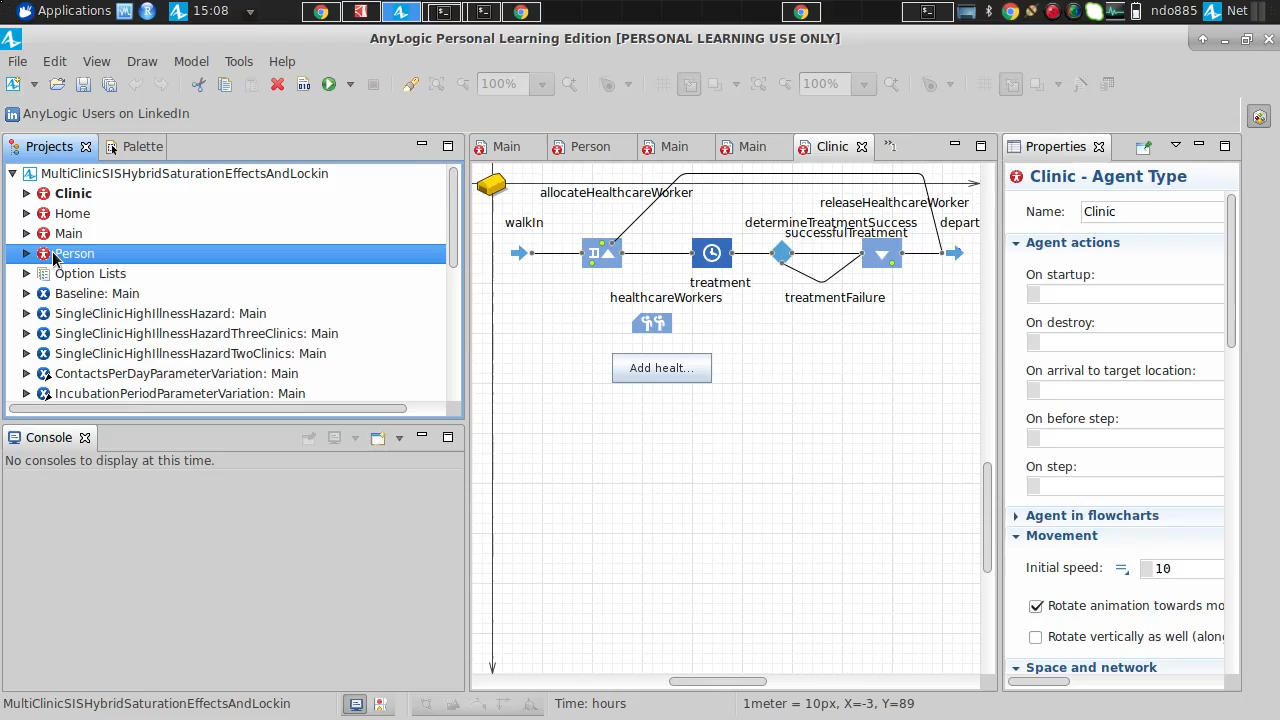 Applications 15:08 ndo885 Net
AnyLogic Personal Learning Edition [PERSONAL LEARNING USE ONLY]
File Edit View Draw Model Tools Help
100% 100%
AnyLogic Users on LinkedIn
Projects Palette
MultiClinicSISHybridSaturationEffectsAndLockin
Clinic
Home
Main
Person
Option Lists
Baseline: Main
SingleClinicHighIllnessHazard: Main
SingleClinicHighIllnessHazardThreeClinics: Main
SingleClinicHighIllnessHazardTwoClinics: Main
ContactsPerDayParameterVariation: Main
IncubationPeriodParameterVariation: Main
Console
No consoles to display at this time.
Main Person Main Main Clinic »1
allocateHealthcareWorker
releaseHealthcareWorker
walkIn determineTreatmentSuccess depart
successfulTreatment
treatment
healthcareWorkers treatmentFailure
Add healt...
Properties
Clinic - Agent Type
Name: Clinic
Agent actions
On startup:
On destroy:
On arrival to target location:
On before step:
On step:
Agent in flowcharts
Movement
Initial speed: 10
Rotate animation towards mo
Rotate vertically as well (alon
Space and network
MultiClinicSISHybridSaturationEffectsAndLockin Time: hours 1meter = 10px, X=-3, Y=89